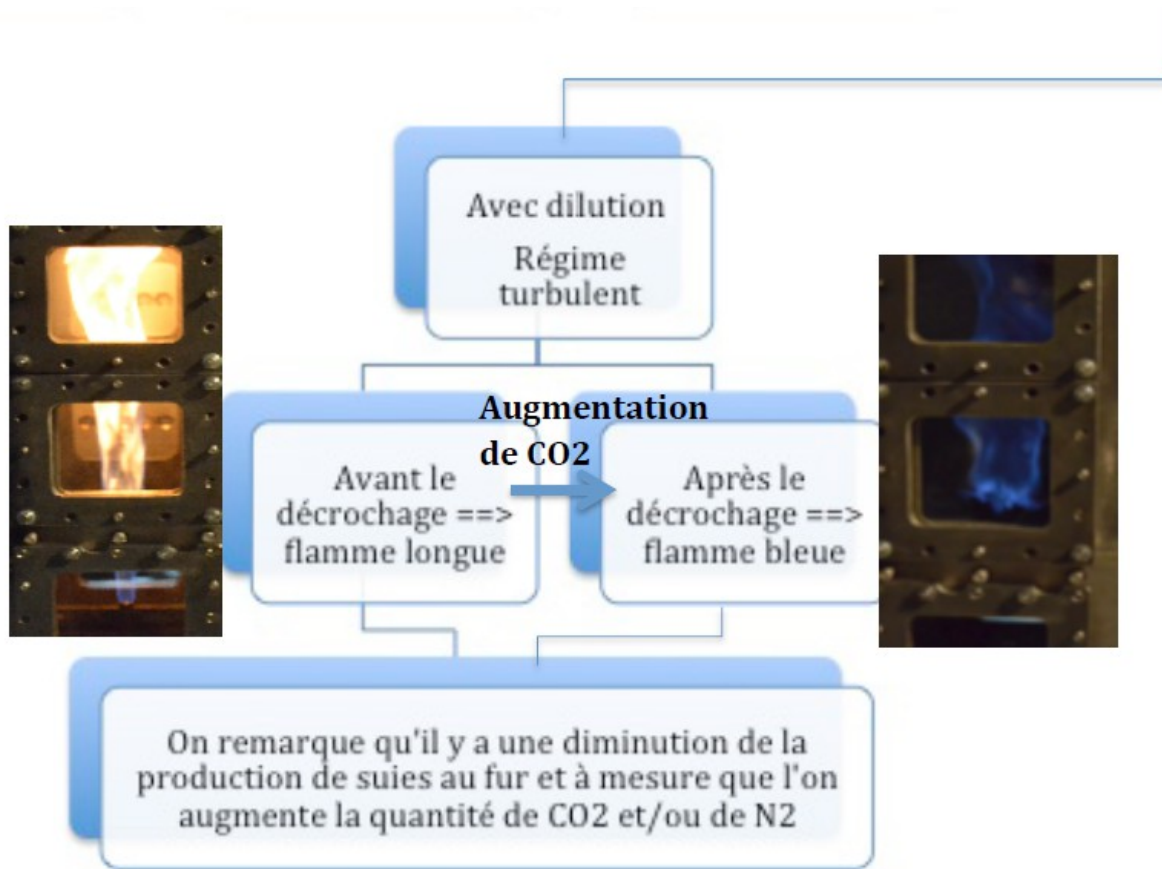 Avec dilution
Régime
turbulent
Augmentation
de CO2
Avant le
décrochage ==>
flamme longue
Après le
décrochage ==>
flamme bleue
On remarque qu'il y a une diminution de la
production de suies au fur et à mesure que l'on
augmente la quantité de CO2 et/ou de N2